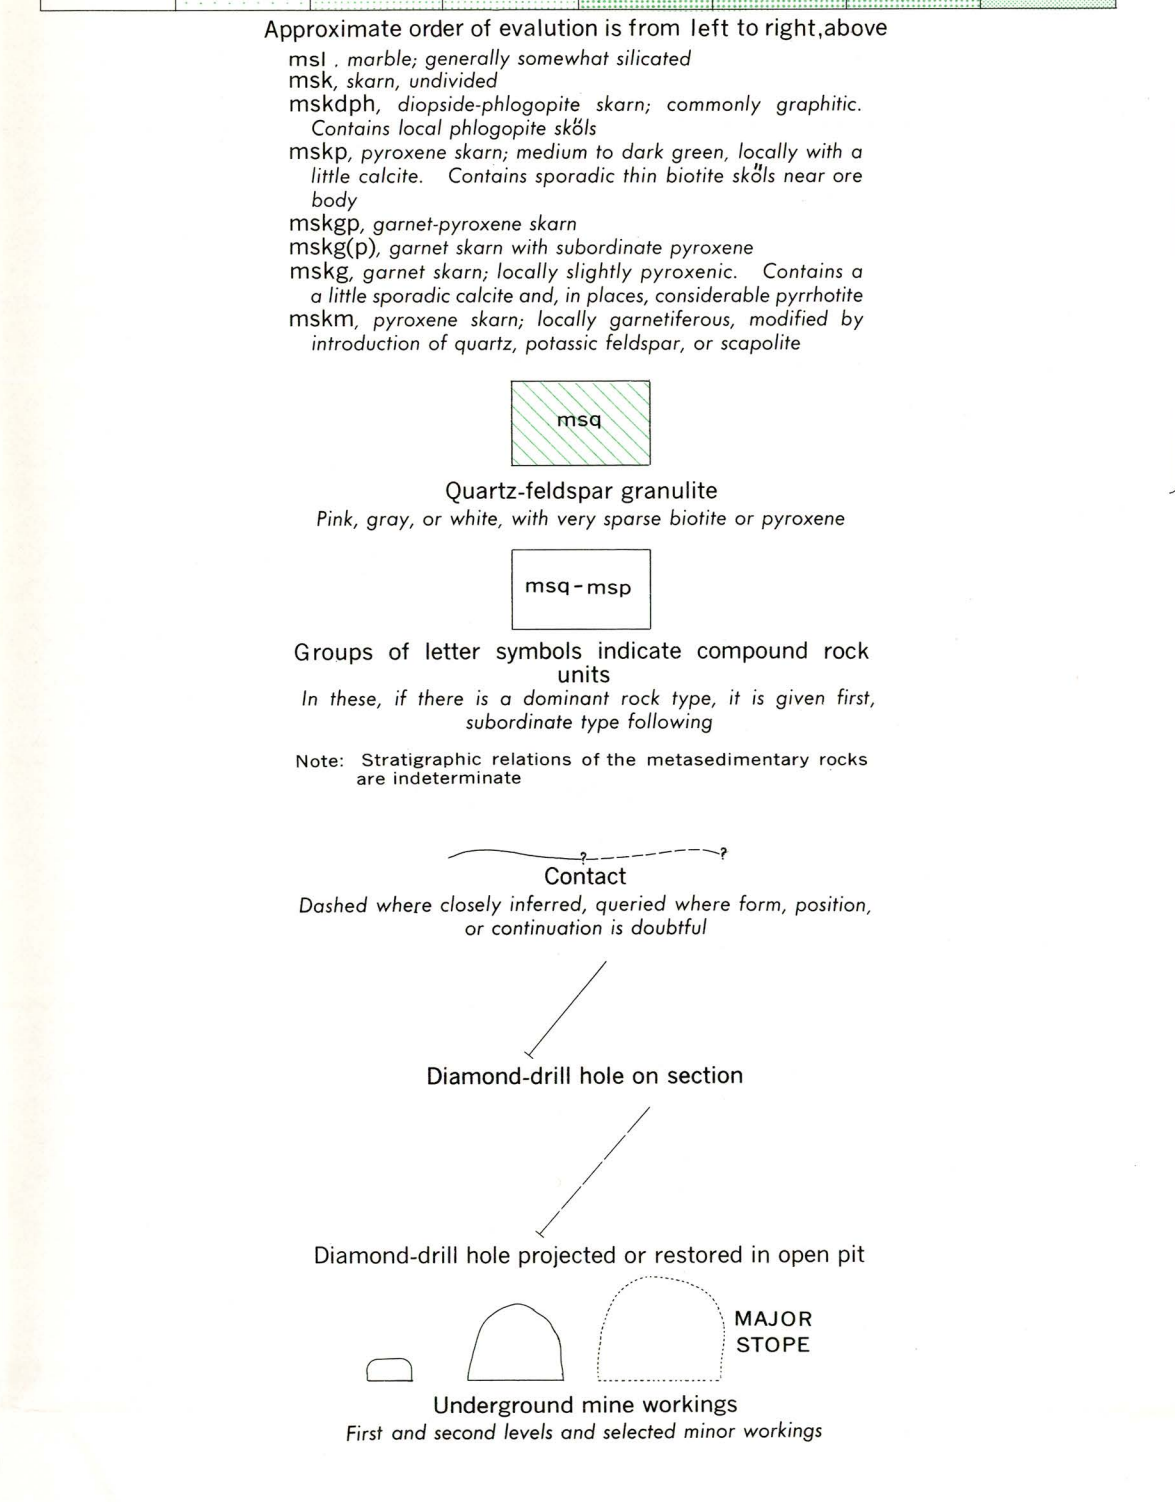 Approximate order of evalution is from left to right,above
msl . marble; generally somewhat silicated
msk, skarn, undivided
mskdph, diopside-phlogopite skarn; commonly graphitic.
Contains local phlogopite sköls
mskp, pyroxene skarn; medium to dark green, locally with a
little calcite. Contains sporadic thin biotite sköls near ore
body
mskgp, garnet-pyroxene skarn
mskg(p), garnet skarn with subordinate pyroxene
mskg, garnet skarn; locally slightly pyroxenic. Contains a
a little sporadic calcite and, in places, considerable pyrrhotite
mskm, pyroxene skarn; locally garnetiferous, modified by
introduction of quartz, potassic feldspar, or scapolite
msq
Quartz-feldspar granulite
Pink, gray, or white, with very sparse biotite or pyroxene
msq-msp
Groups of letter symbols indicate compound rock
units
In these, if there is a dominant rock type, it is given first,
subordinate type following
Note: Stratigraphic relations of the metasedimentary rocks
are indeterminate
? ?
Contact
Dashed where closely inferred, queried where form, position,
or continuation is doubtful
Diamond-drill hole on section
Diamond-drill hole projected or restored in open pit
MAJOR
STOPE
Underground mine workings
First and second levels and selected minor workings